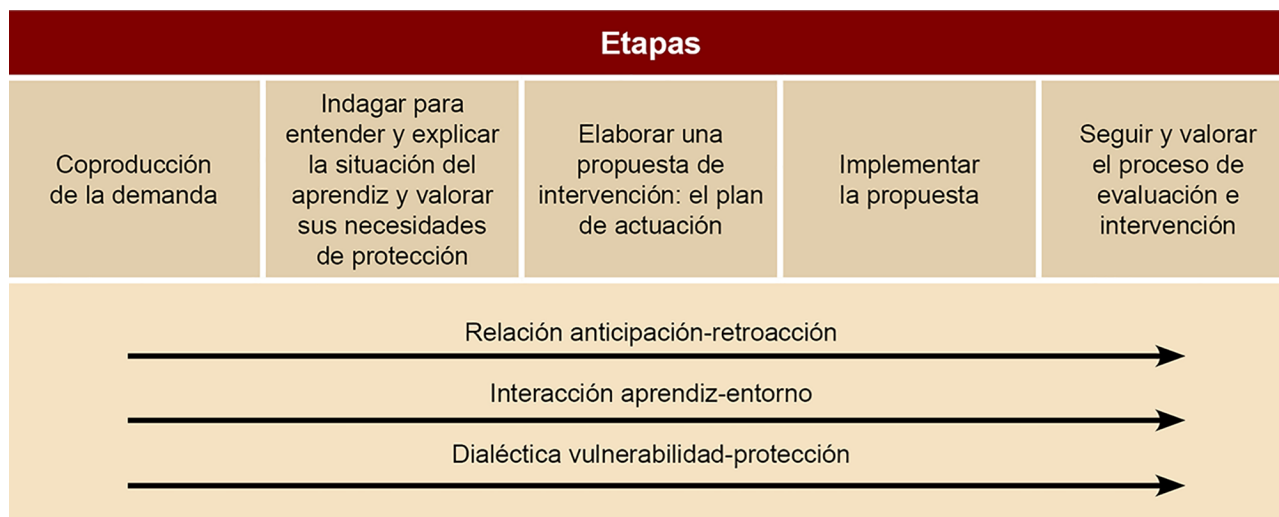 Etapas
Coproducción
de la demanda
Indagar para
entender y explicar
la situación del
aprendiz y valorar
sus necesidades
de protección
Elaborar una
propuesta de
intervención: el plan
de actuación
Implementar
la propuesta
Seguir y valorar
el proceso de
evaluación e
intervención
Relación anticipación-retroacción
Interacción aprendiz-entorno
Dialéctica vulnerabilidad-protección